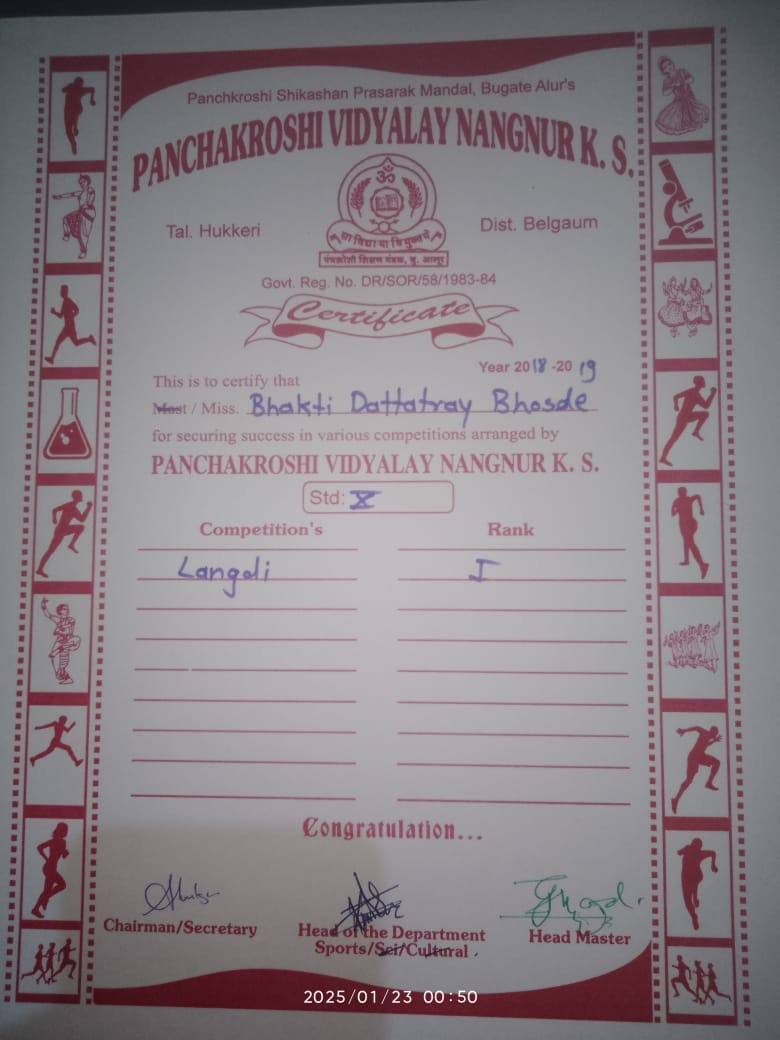 Panchkroshi Shikashan Prasarak Mandal, Bugate Alur's
PANCHAKROSHI VIDYALAY NANGNUR K. S.
ॐ
Tal. Hukkeri
Dist. Belgaum
सा विद्या या विमुक्तये
पंचक्रोशी शिक्षण मंडळ, बु. आलूर
Govt. Reg. No. DR/SOR/58/1983-84
Certificate
Year 2018 -2019
This is to certify that
Mast / Miss. Bhakti Dattatray Bhosde
for securing success in various competitions arranged by
PANCHAKROSHI VIDYALAY NANGNUR K. S.
Std: X
Competition's Rank
Langdi I
Congratulation...
Chairman/Secretary
Head of the Department
Sports/Sci/Cultural .
Head Master
2025/01/23 00:50